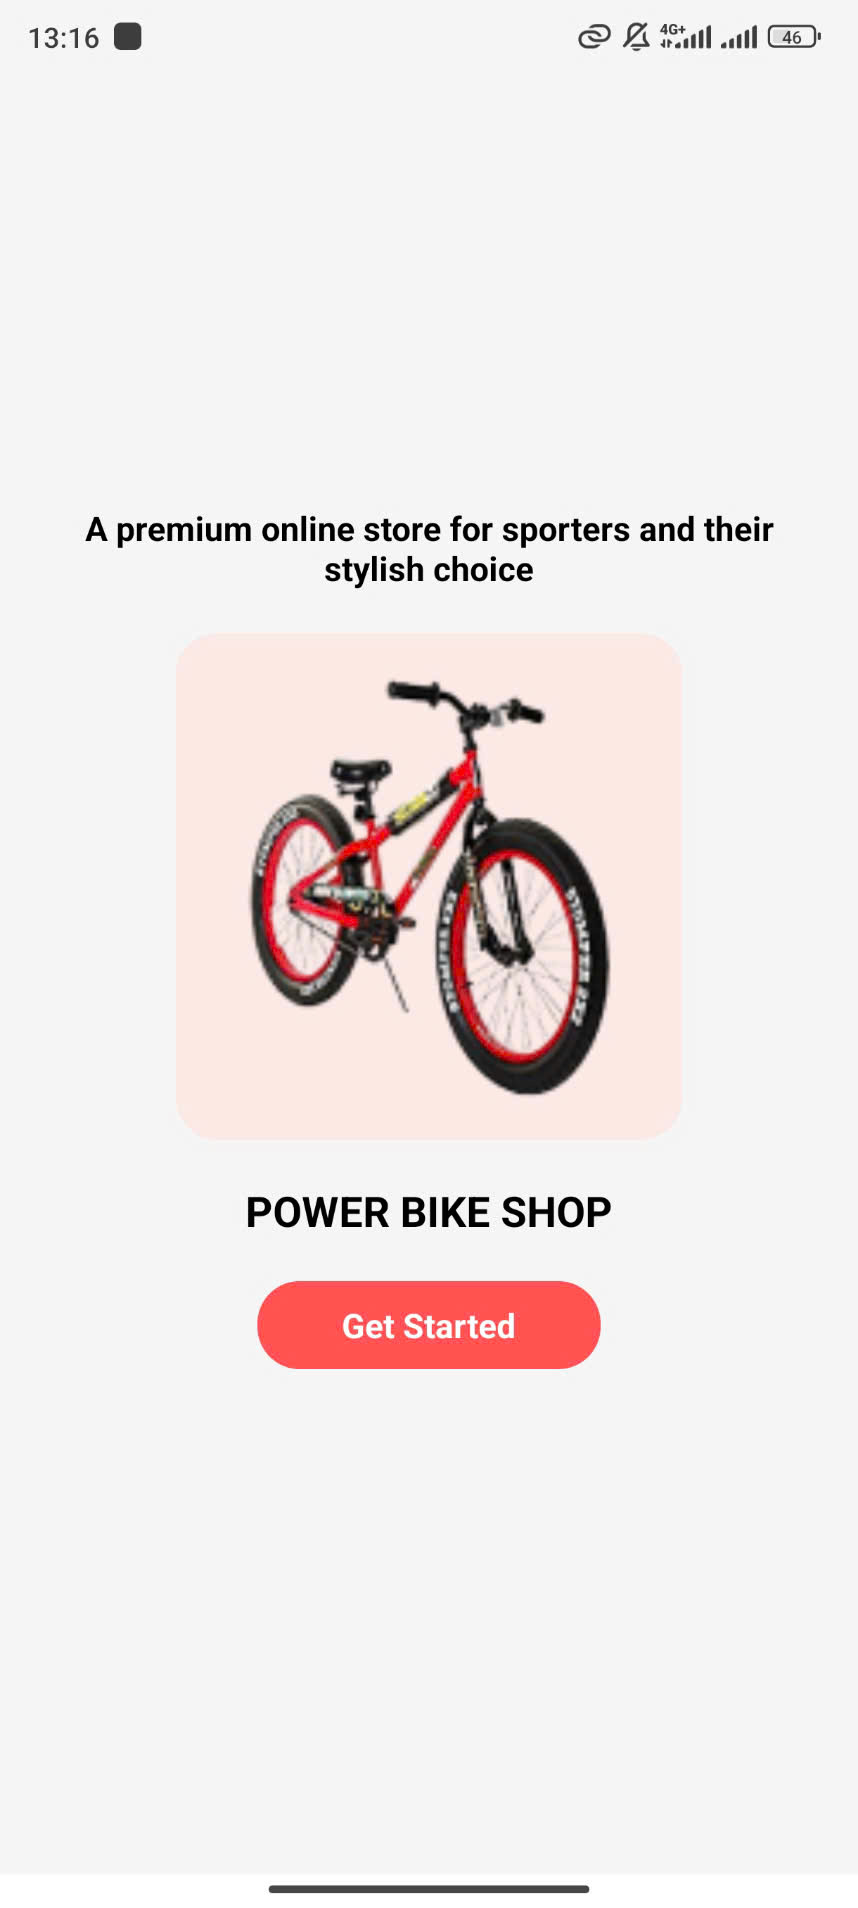 13:16
4G+
46
A premium online store for sporters and their
stylish choice
POWER BIKE SHOP
Get Started